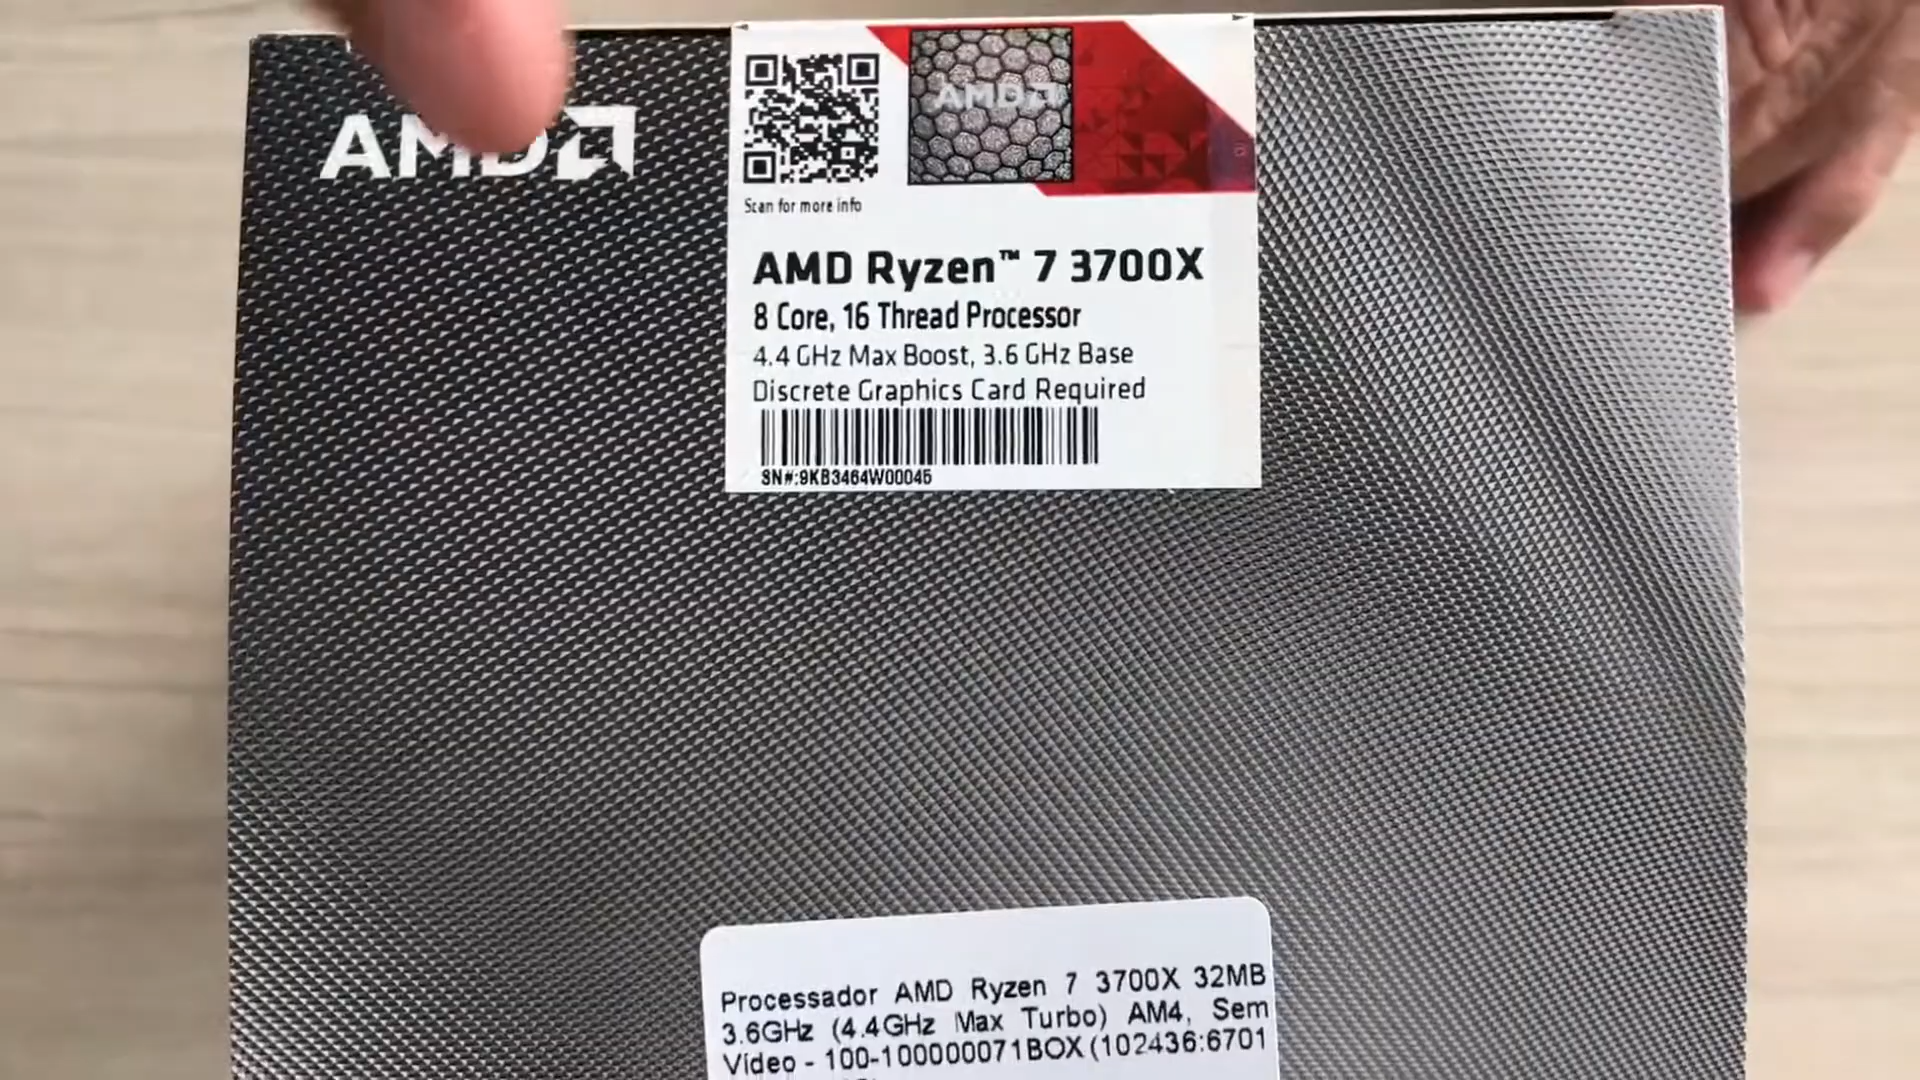 AMD
AMD
Scan for more info
AMD Ryzen™ 7 3700X
8 Core, 16 Thread Processor
4.4 GHz Max Boost, 3.6 GHz Base
Discrete Graphics Card Required
SN#:9KB3464W00045
Processador AMD Ryzen 7 3700X 32MB
3.6GHz (4.4GHz Max Turbo) AM4, Sem
Vídeo - 100-100000071BOX (102436:6701